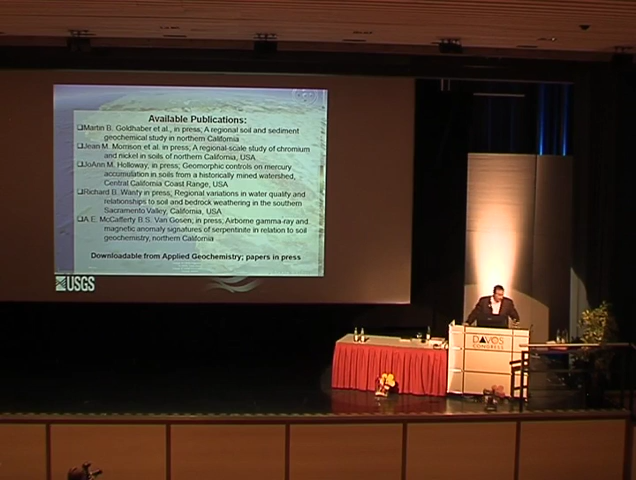 Available Publications:
❑Martin B. Goldhaber et al., in press; A regional soil and sediment
geochemical study in northern California
❑Jean M. Morrison et al. in press; A regional-scale study of chromium
and nickel in soils of northern California, USA
❑JoAnn M. Holloway, in press; Geomorphic controls on mercury
accumulation in soils from a historically mined watershed,
Central California Coast Range, USA
❑Richard B. Wanty in press; Regional variations in water quality and
relationships to soil and bedrock weathering in the southern
Sacramento Valley, California, USA
❑A.E. McCafferty B.S. Van Gosen; in press; Airborne gamma-ray and
magnetic anomaly signatures of serpentinite in relation to soil
geochemistry, northern California
Downloadable from Applied Geochemistry; papers in press
USGS
DAVOS
CONGRESS